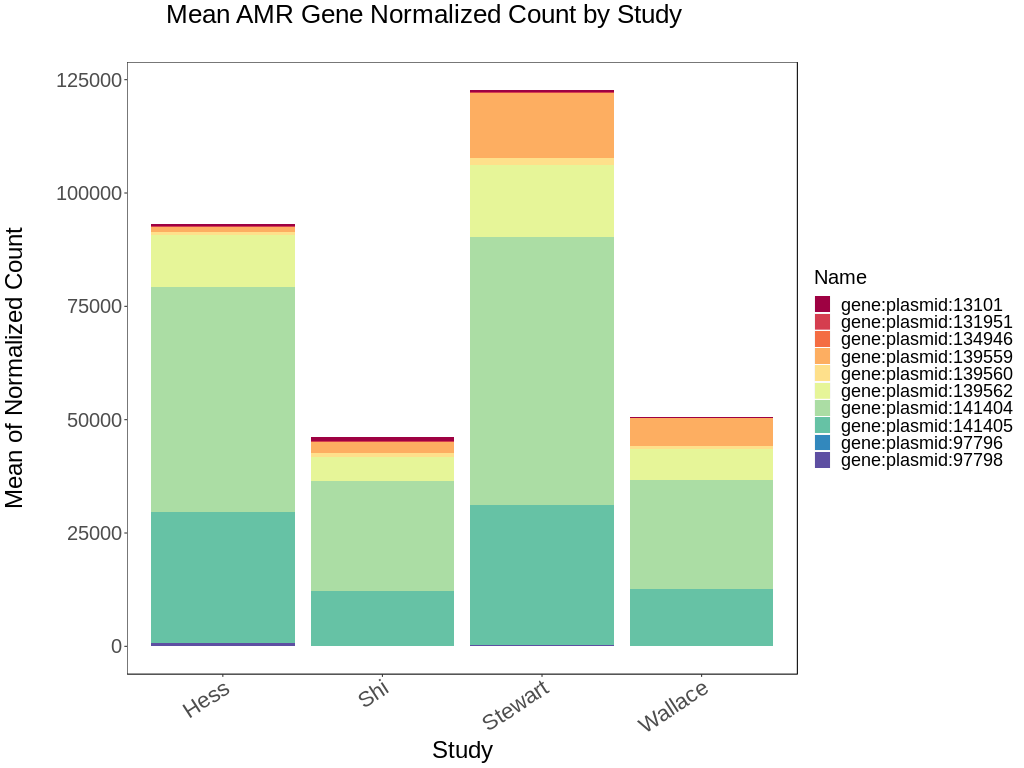 Mean AMR Gene Normalized Count by Study
Mean of Normalized Count
125000
100000
75000
50000
25000
0
Hess
Shi
Stewart
Wallace
Study
Name
gene:plasmid:13101
gene:plasmid:131951
gene:plasmid:134946
gene:plasmid:139559
gene:plasmid:139560
gene:plasmid:139562
gene:plasmid:141404
gene:plasmid:141405
gene:plasmid:97796
gene:plasmid:97798